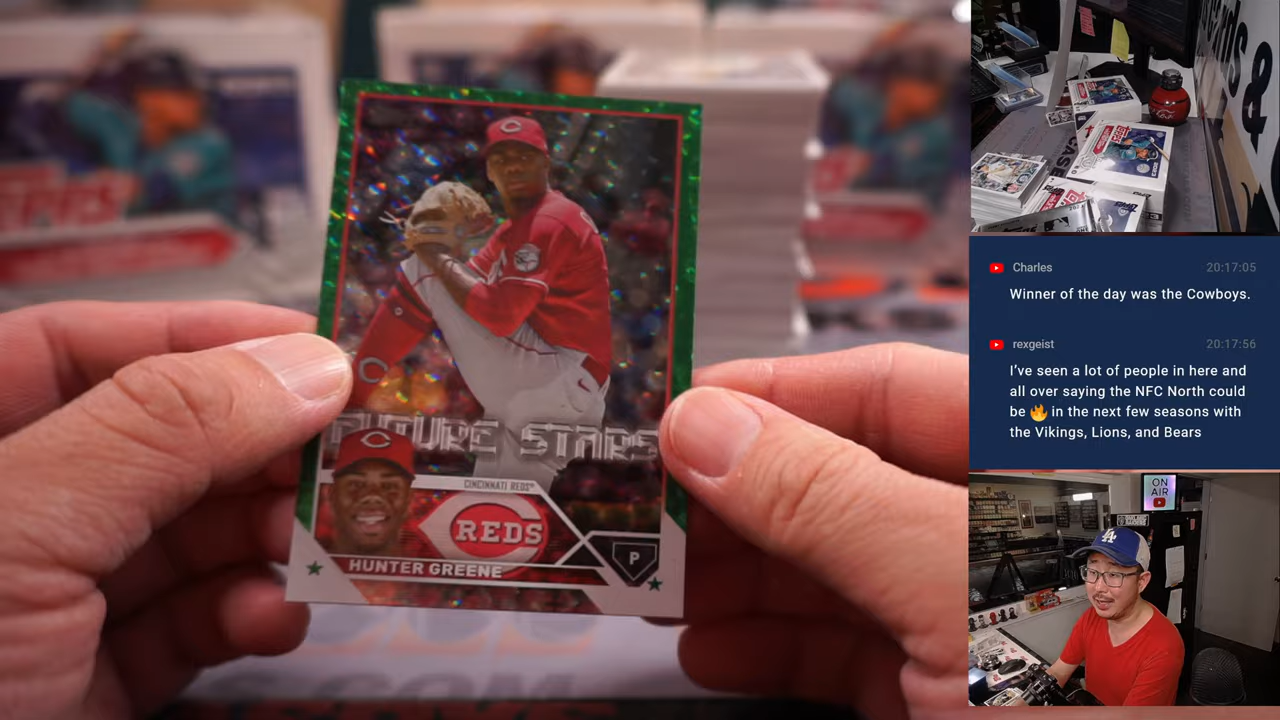 FUTURE STARS
CINCINNATI REDS®
REDS
P
HUNTER GREENE
Charles 20:17:05
Winner of the day was the Cowboys.
rexgeist 20:17:56
I've seen a lot of people in here and
all over saying the NFC North could
be 🔥 in the next few seasons with
the Vikings, Lions, and Bears
ON
AIR